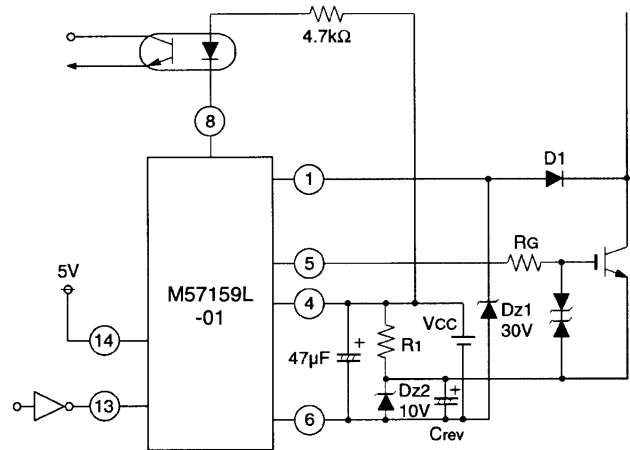 4.7kΩ
8
1
D1
5
RG
5V
M57159L
-01
4
14
47μF
+
R1
VCC
Dz1
30V
Dz2
10V
+
13
6
Crev